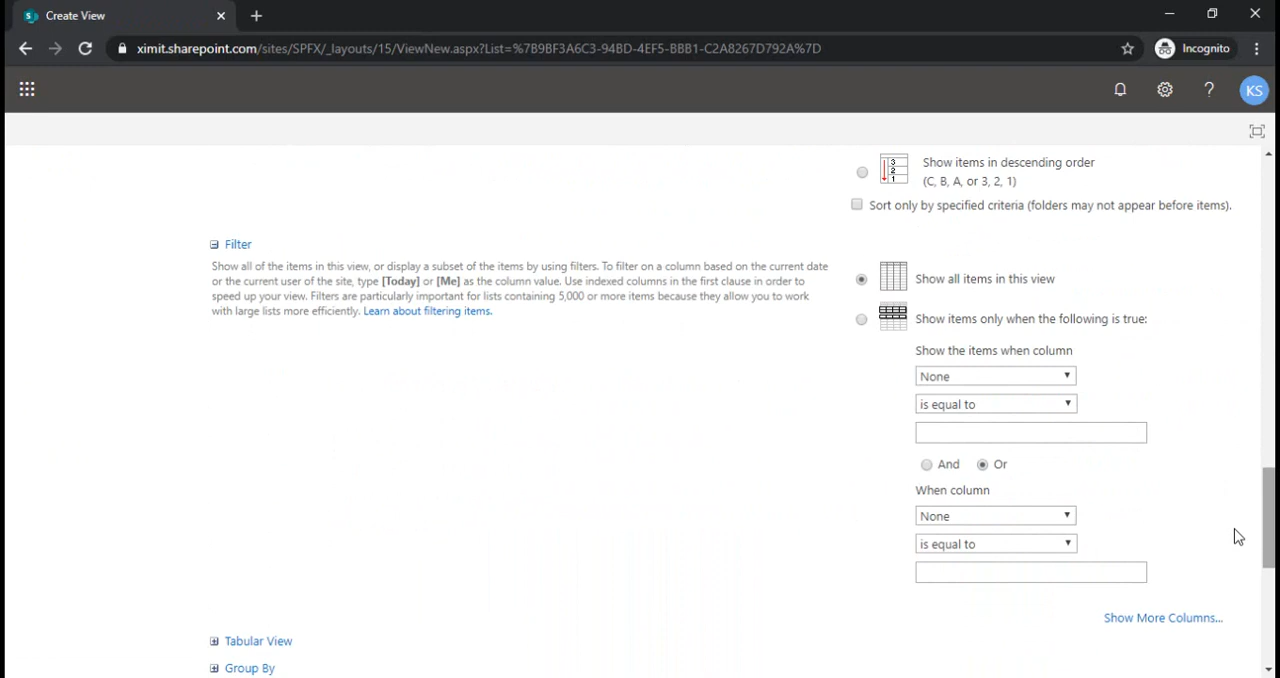 Create View
ximit.sharepoint.com/sites/SPFX/_layouts/15/ViewNew.aspx?List=%7B9BF3A6C3-94BD-4EF5-BBB1-C2A8267D792A%7D
Incognito
KS
Show items in descending order
(C, B, A, or 3, 2, 1)
Sort only by specified criteria (folders may not appear before items).
Filter
Show all of the items in this view, or display a subset of the items by using filters. To filter on a column based on the current date
or the current user of the site, type [Today] or [Me] as the column value. Use indexed columns in the first clause in order to
speed up your view. Filters are particularly important for lists containing 5,000 or more items because they allow you to work
with large lists more efficiently. Learn about filtering items.
Show all items in this view
Show items only when the following is true:
Show the items when column
None
is equal to
And Or
When column
None
is equal to
Show More Columns...
Tabular View
Group By